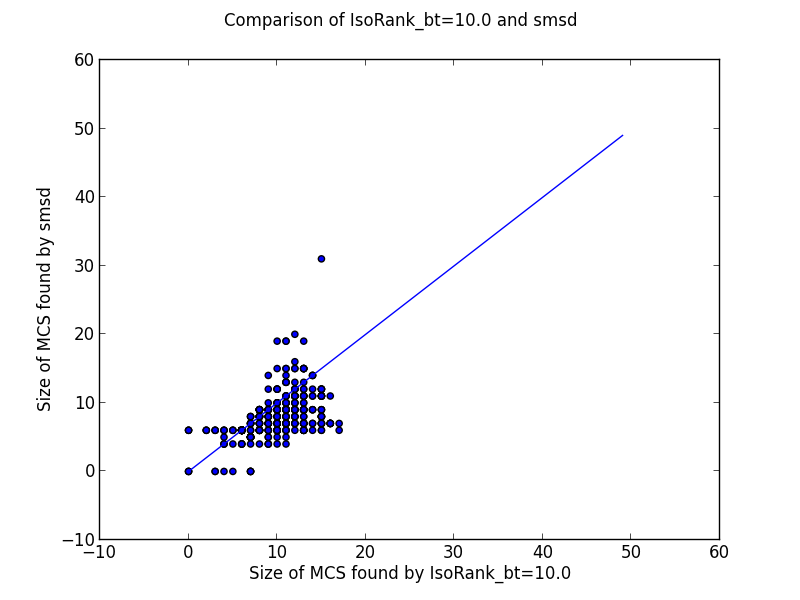 Comparison of IsoRank_bt=10.0 and smsd
60
50
40
30
20
10
0
−10
−10 0 10 20 30 40 50 60
Size of MCS found by smsd
Size of MCS found by IsoRank_bt=10.0